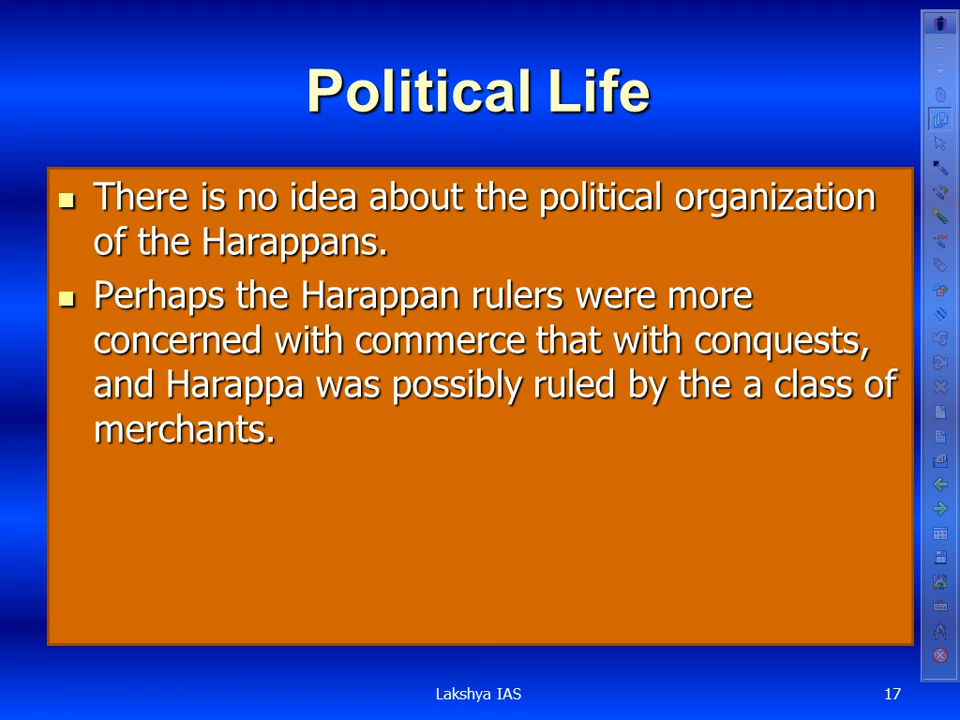 Political Life
There is no idea about the political organization
of the Harappans.
Perhaps the Harappan rulers were more
concerned with commerce that with conquests,
and Harappa was possibly ruled by the a class of
merchants.
Lakshya IAS
17